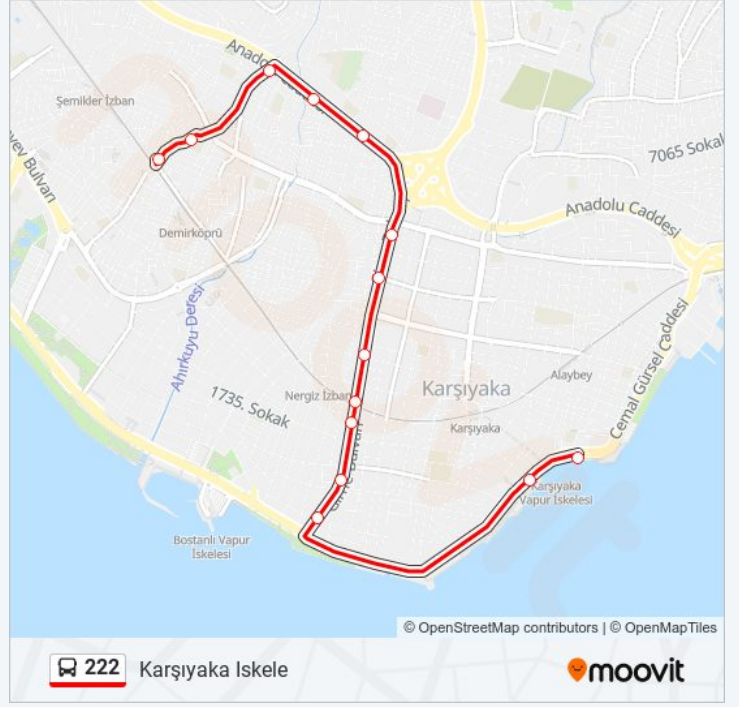 Anadolu
Şemikler İzban
7065 Sokak
Anadolu Caddesi
Demirköprü
Ahırkuyu Deresi
Cemal Gürsel Caddesi
Alaybey
Karşıyaka
Nergiz İzban
1735. Sokak
Karşıyaka
Girne Bulvarı
Karşıyaka
Vapur İskelesi
Bostanlı Vapur
İskelesi
© OpenStreetMap contributors | © OpenMapTiles
222 Karşıyaka Iskele
moovit